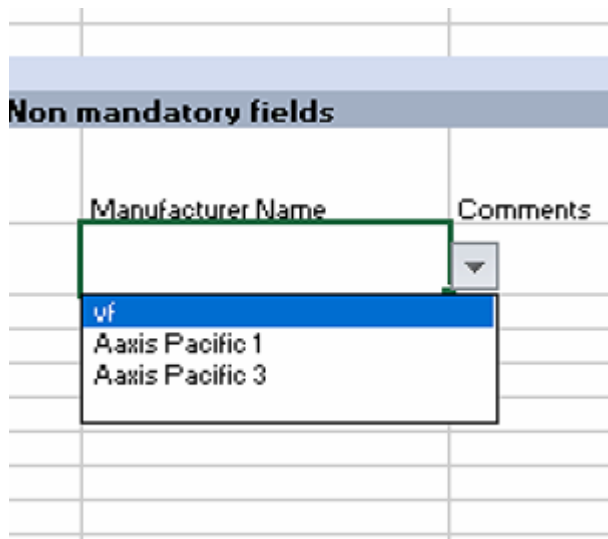 Non mandatory fields
Manufacturer Name Comments
vf
Aaxis Pacific 1
Aaxis Pacific 3